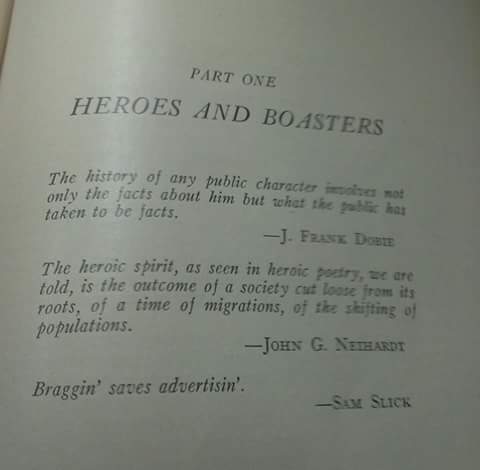 PART ONE
HEROES AND BOASTERS
The history of any public character involves not
only the facts about him but what the public has
taken to be facts.
—J. FRANK DOBIE
The heroic spirit, as seen in heroic poetry, we are
told, is the outcome of a society cut loose from its
roots, of a time of migrations, of the shifting of
populations.
—JOHN G. NEIHARDT
Braggin' saves advertisin'.
—SAM SLICK